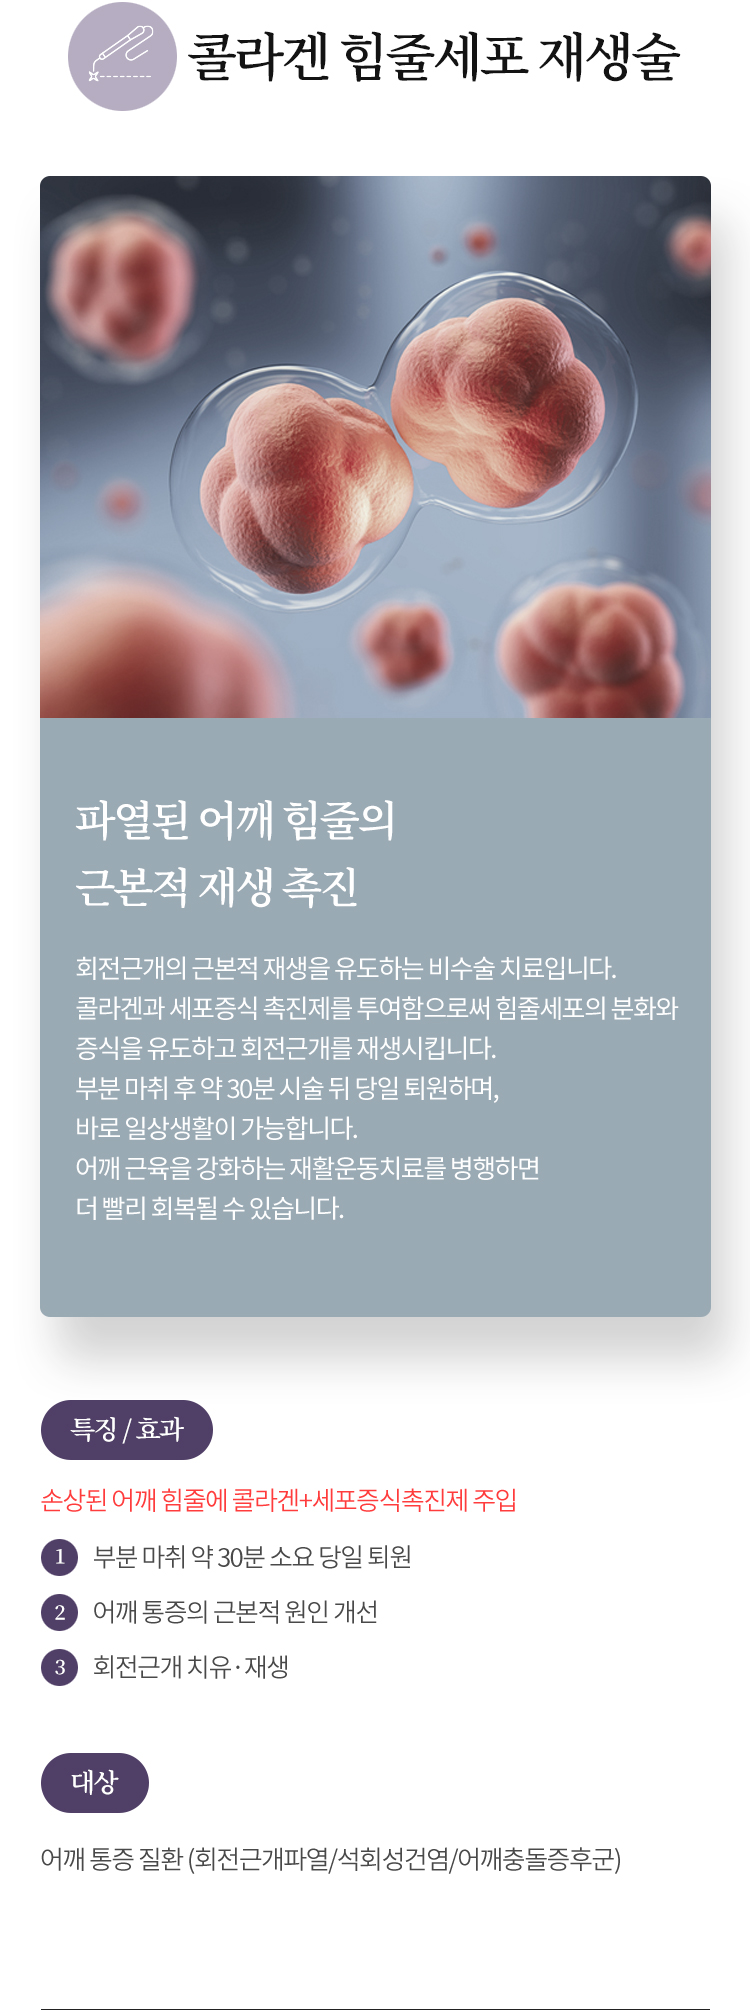 콜라겐 힘줄세포 재생술
파열된 어깨 힘줄의
근본적 재생 촉진
회전근개의 근본적 재생을 유도하는 비수술 치료입니다.
콜라겐과 세포증식 촉진제를 투여함으로써 힘줄세포의 분화와
증식을 유도하고 회전근개를 재생시킵니다.
부분 마취 후 약 30분 시술 뒤 당일 퇴원하며,
바로 일상생활이 가능합니다.
어깨 근육을 강화하는 재활운동치료를 병행하면
더 빨리 회복될 수 있습니다.
특징 / 효과
손상된 어깨 힘줄에 콜라겐+세포증식촉진제 주입
1 부분 마취 약 30분 소요 당일 퇴원
2 어깨 통증의 근본적 원인 개선
3 회전근개 치유·재생
대상
어깨 통증 질환 (회전근개파열/석회성건염/어깨충돌증후군)